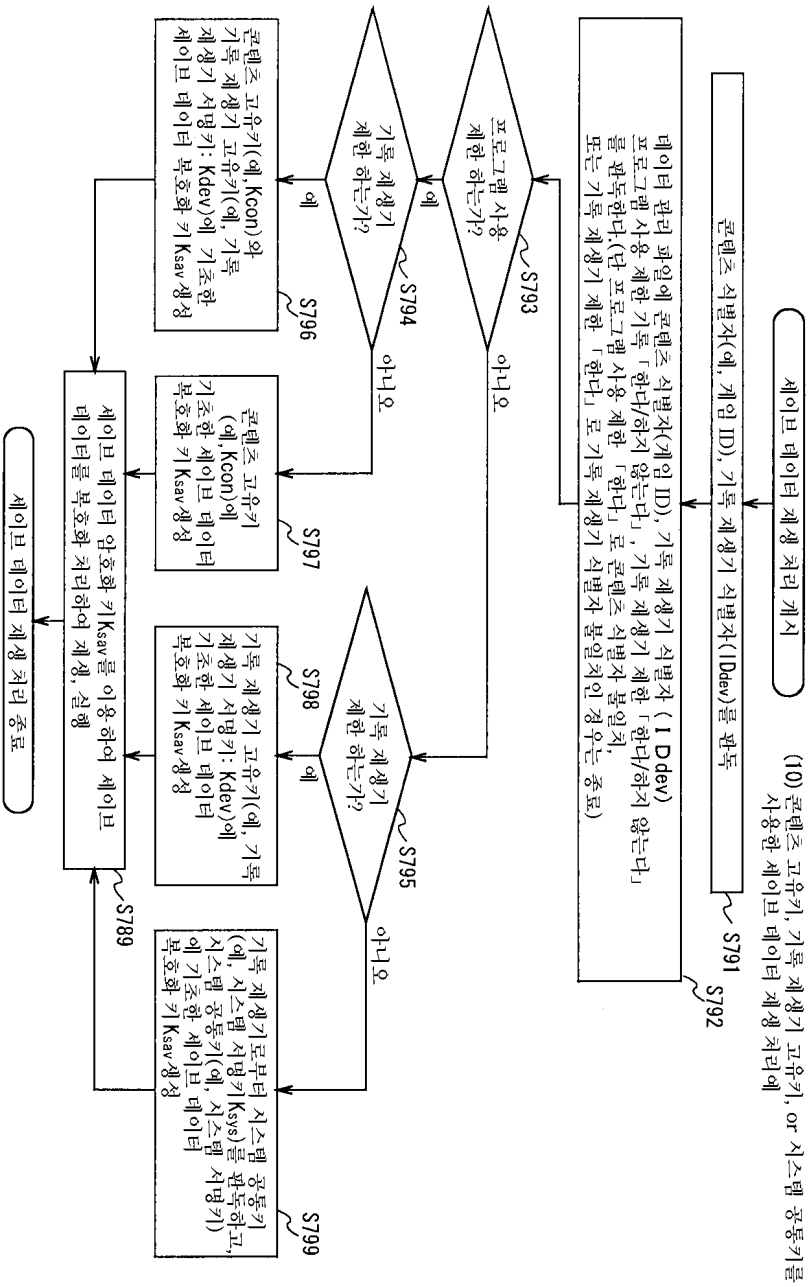 (10) 콘텐츠 고유키, 기록 재생기 고유키, or 시스템 공통키를
사용한 세이브 데이터 재생 처리예
세이브 데이터 재생 처리 개시
콘텐츠 식별자(예, 게임 ID), 기록 재생기 식별자(IDdev)를 판독
S791
데이터 관리 파일에 콘텐츠 식별자(게임 ID), 기록 재생기 식별자 (IDdev)
프로그램 사용 제한 기록 「한다/하지 않는다」, 기록 재생기 제한 「한다/하지 않는다」
를 판독한다.(단 프로그램 사용 제한 「한다」로 콘텐츠 식별자 불일치,
또는 기록 재생기 제한 「한다」로 기록 재생기 식별자 불일치인 경우는 종료)
S792
프로그램 사용
제한 하는가?
S793
예
아니오
기록 재생기
제한 하는가?
S794
예
아니오
기록 재생기
제한 하는가?
S795
예
아니오
콘텐츠 고유키(예,Kcon)와
기록 재생기 고유키(예, 기록
재생기 서명키: Kdev)에 기초한
세이브 데이터 복호화 키Ksav생성
S796
콘텐츠 고유키
(예,Kcon)에
기초한 세이브 데이터
복호화 키Ksav생성
S797
기록 재생기 고유키(예, 기록
재생기 서명키: Kdev)에
기초한 세이브 데이터
복호화 키Ksav생성
S798
기록 재생기로부터 시스템 공통키
(예, 시스템 서명키Ksys)를 판독하고,
시스템 공통키(예, 시스템 서명키)
에 기초한 세이브 데이터
복호화 키Ksav생성
S799
세이브 데이터 암호화 키Ksav를 이용하여 세이브
데이터를 복호화 처리하여 재생, 실행
S789
세이브 데이터 재생 처리 종료